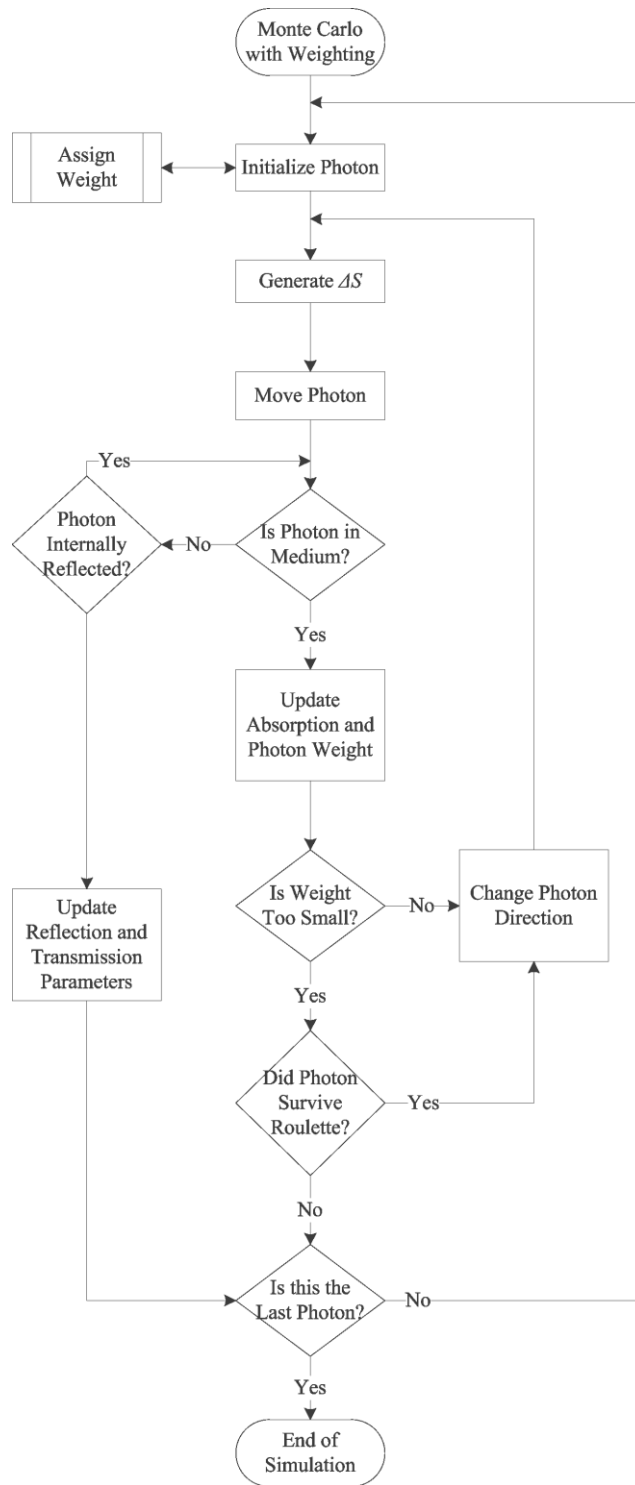 Monte Carlo
with Weighting
Assign
Weight
Initialize Photon
Generate ΔS
Move Photon
Yes
Photon
Internally
Reflected?
No
Is Photon in
Medium?
Yes
Update
Absorption and
Photon Weight
Is Weight
Too Small?
No
Change Photon
Direction
Update
Reflection and
Transmission
Parameters
Yes
Did Photon
Survive
Roulette?
Yes
No
Is this the
Last Photon?
No
Yes
End of
Simulation